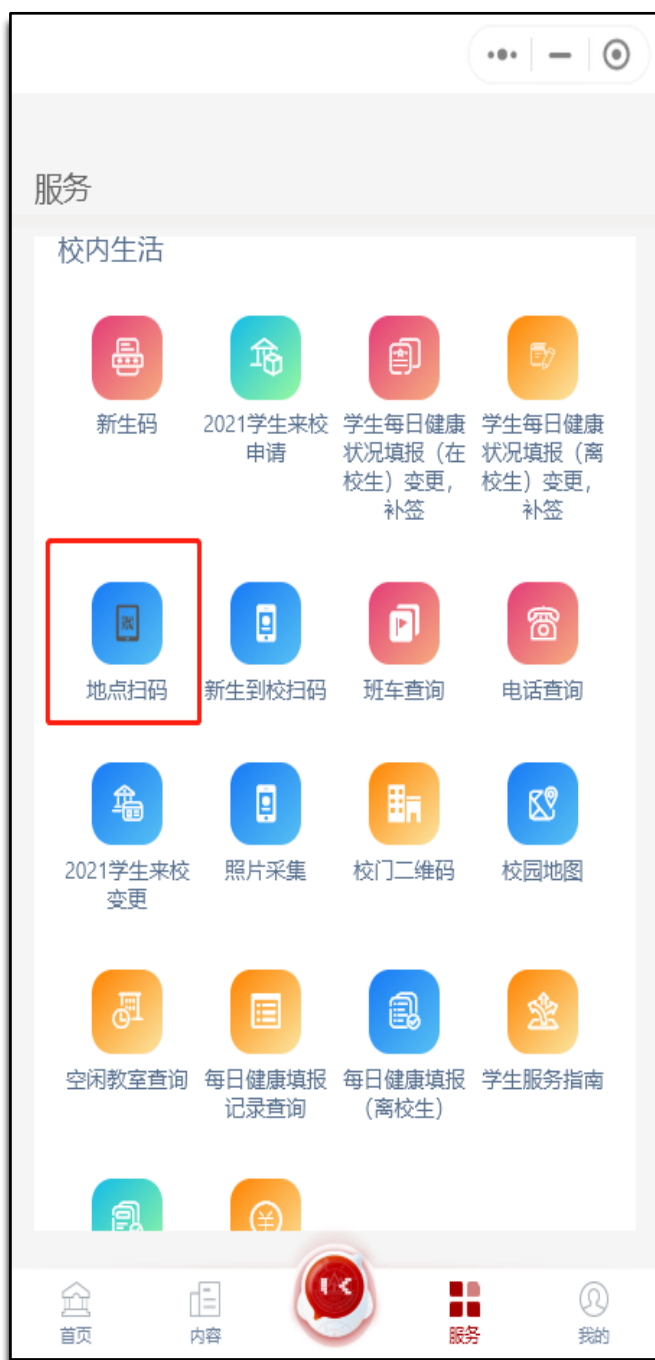 服务
校内生活
新生码
2021学生来校
申请
学生每日健康
状况填报（在
校生）变更，
补签
学生每日健康
状况填报（离
校生）变更，
补签
地点扫码
新生到校扫码
班车查询
电话查询
2021学生来校
变更
照片采集
校门二维码
校园地图
空闲教室查询
每日健康填报
记录查询
每日健康填报
（离校生）
学生服务指南
首页
内容
服务
我的